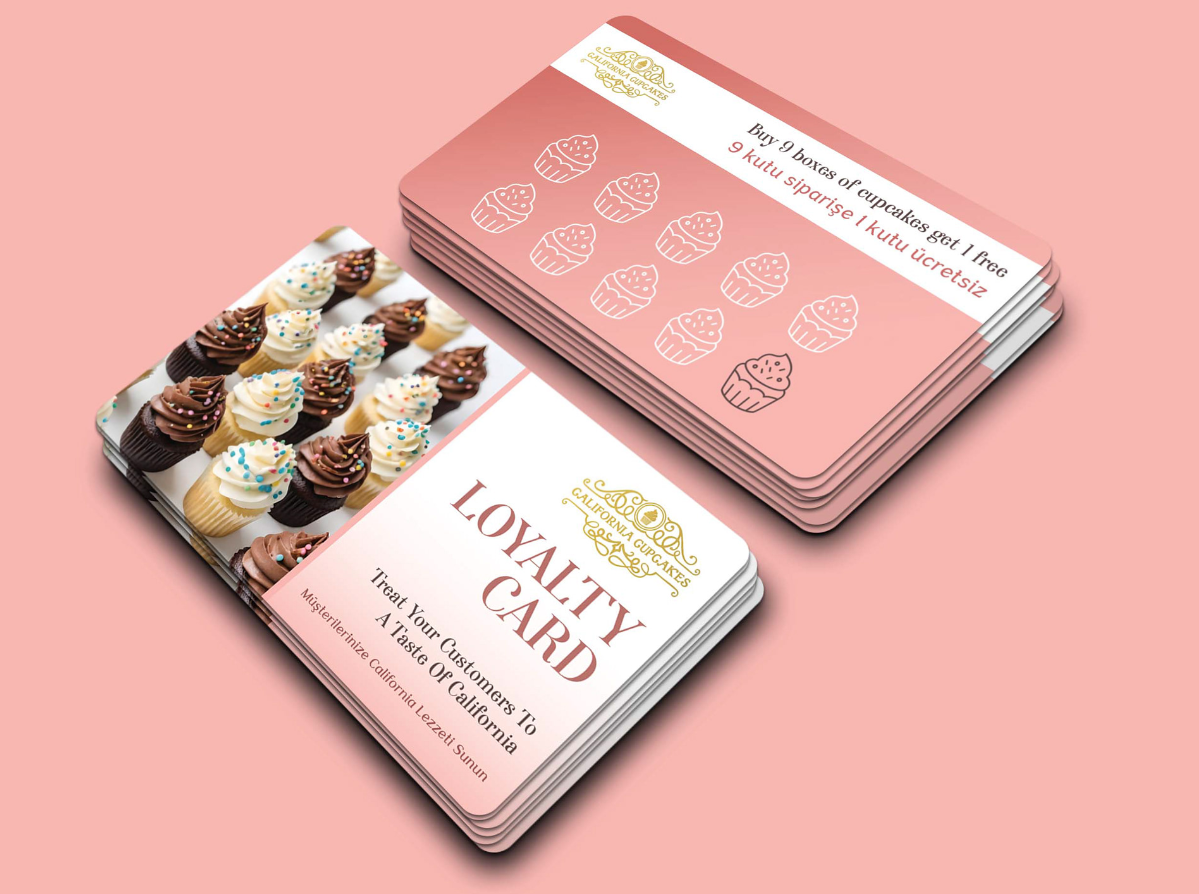 CALIFORNIA CUPCAKES
Buy 9 boxes of cupcakes get 1 free
9 kutu siparişe 1 kutu ücretsiz
CALIFORNIA CUPCAKES
LOYALTY
CARD
Treat Your Customers To
A Taste Of California
Müşterilerinize California Lezzeti Sunun